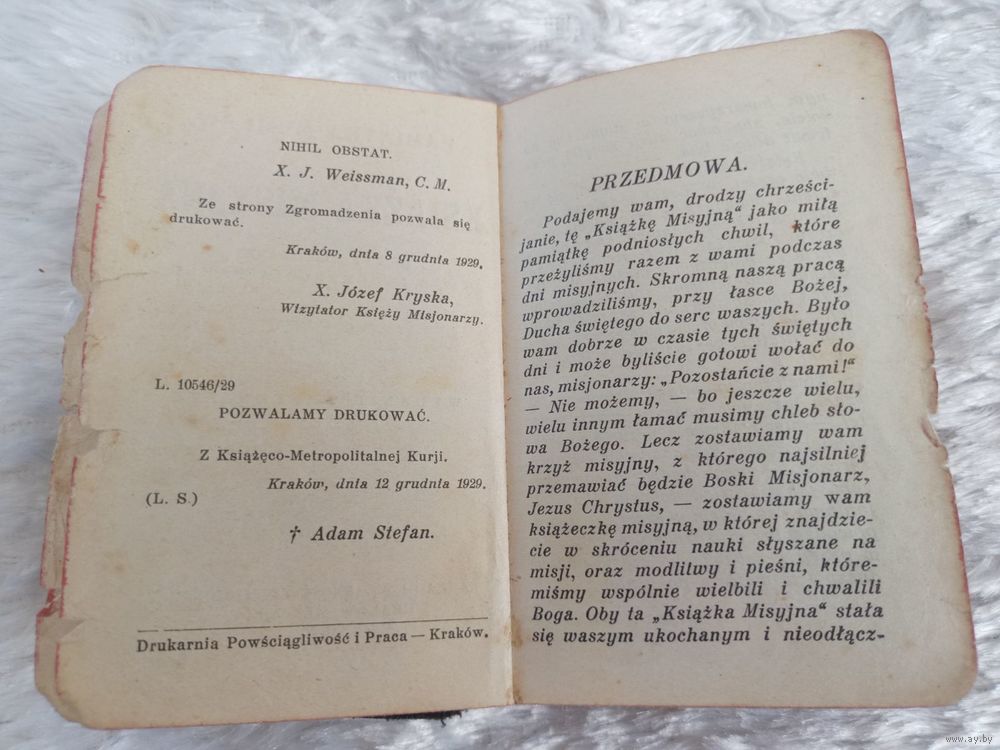 NIHIL OBSTAT.
X. J. Weissman, C. M.
Ze strony Zgromadzenia pozwala się
drukować.
Kraków, dnia 8 grudnia 1929.
X. Józef Kryska,
Wizytator Księży Misjonarzy.
L. 10546/29
POZWALAMY DRUKOWAĆ.
Z Książęco-Metropolitalnej Kurji.
Kraków, dnia 12 grudnia 1929.
(L. S.)
† Adam Stefan.
Drukarnia Powściągliwość i Praca — Kraków.
PRZEDMOWA.
Podajemy wam, drodzy chrześci-
janie, tę „Książkę Misyjną“ jako miłą
pamiątkę podniosłych chwil, które
przeżyliśmy razem z wami podczas
dni misyjnych. Skromną naszą pracą
wprowadziliśmy, przy łasce Bożej,
Ducha świętego do serc waszych. Było
wam dobrze w czasie tych świętych
dni i może byliście gotowi wołać do
nas, misjonarzy: „Pozostańcie z nami!“
— Nie możemy, — bo jeszcze wielu,
wielu innym łamać musimy chleb sło-
wa Bożego. Lecz zostawiamy wam
krzyż misyjny, z którego najsilniej
przemawiać będzie Boski Misjonarz,
Jezus Chrystus, — zostawiamy wam
książeczkę misyjną, w której znajdzie-
cie w skróceniu nauki słyszane na
misji, oraz modlitwy i pieśni, które-
miśmy wspólnie wielbili i chwalili
Boga. Oby ta „Książka Misyjna“ stała
się waszym ukochanym i nieodłącz-
www.ay.by